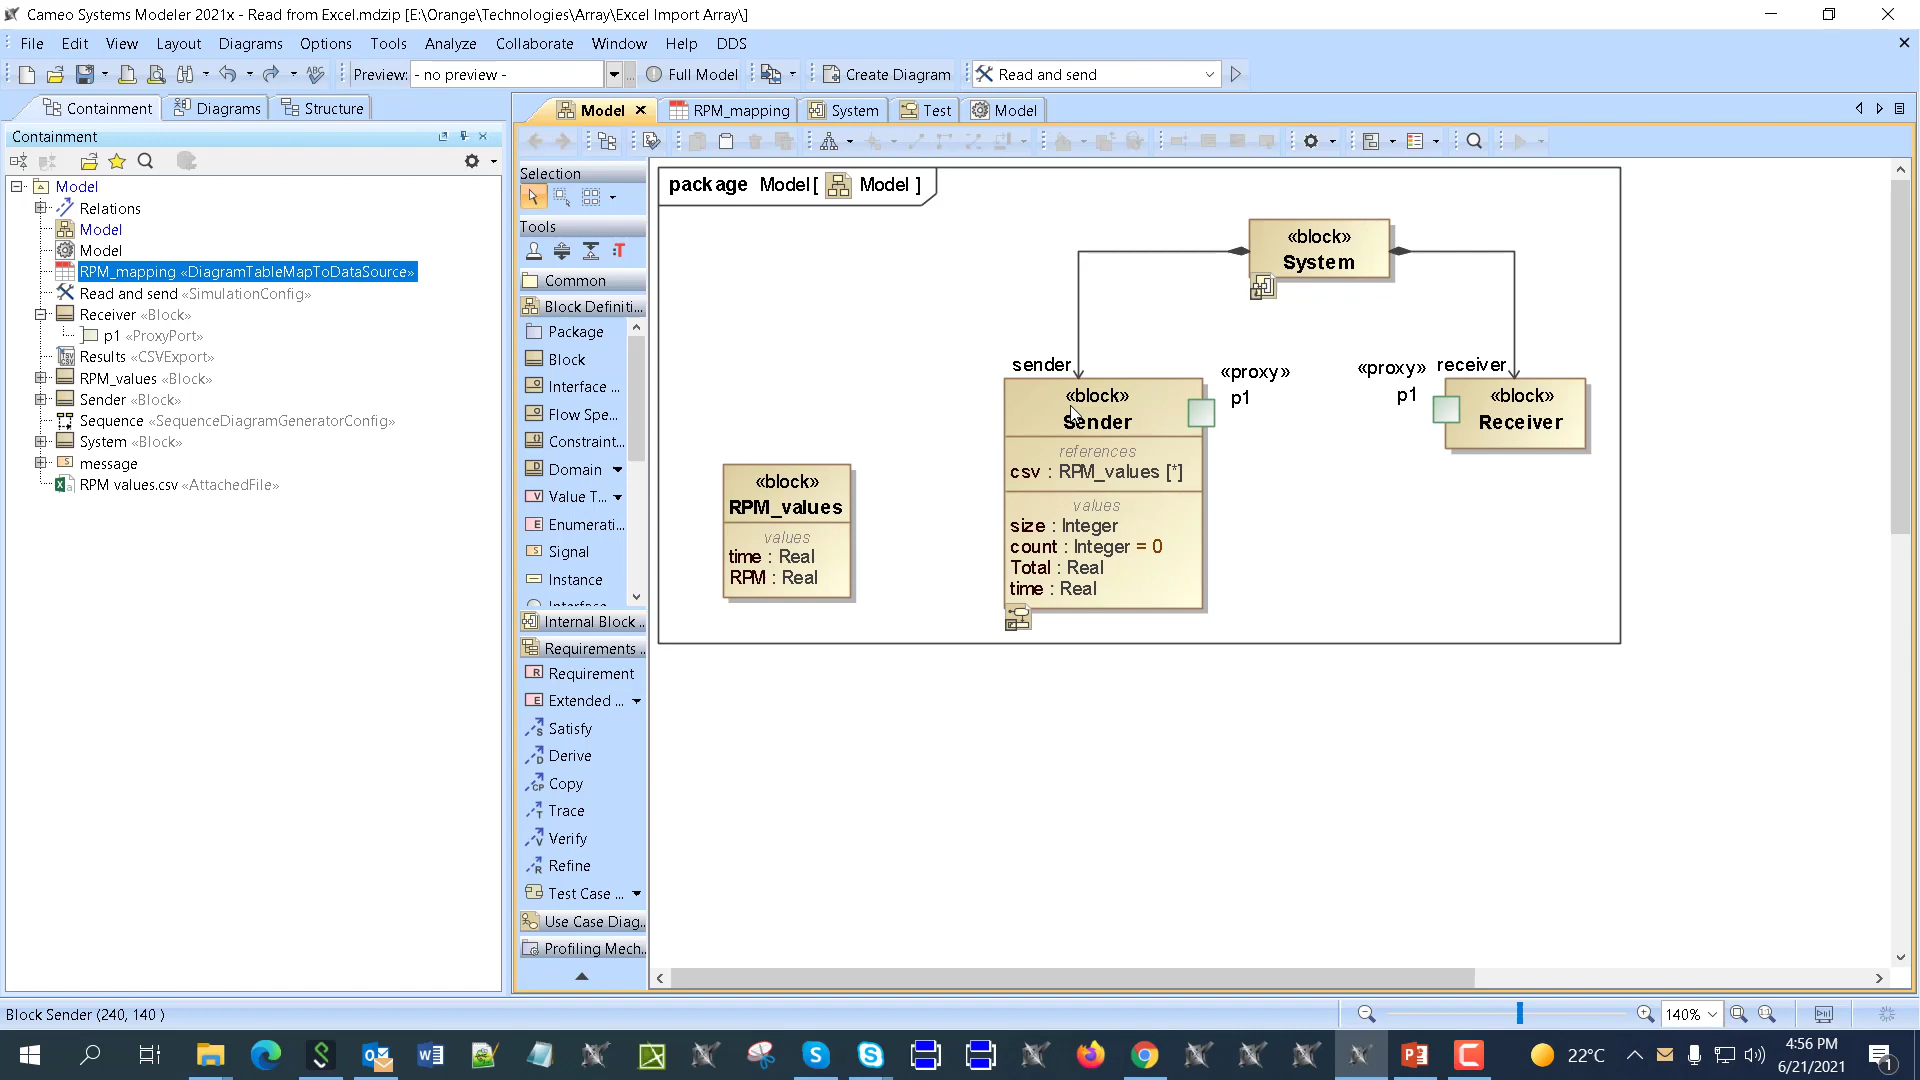 Cameo Systems Modeler 2021x - Read from Excel.mdzip [E:\Orange\Technologies\Array\Excel Import Array\]
File Edit View Layout Diagrams Options Tools Analyze Collaborate Window Help DDS
Preview: - no preview - ... Full Model Create Diagram Read and send
Containment Diagrams Structure
Model RPM_mapping System Test Model
Containment
Model
Relations
Model
Model
RPM_mapping «DiagramTableMapToDataSource»
Read and send «SimulationConfig»
Receiver «Block»
p1 «ProxyPort»
Results «CSVExport»
RPM_values «Block»
Sender «Block»
Sequence «SequenceDiagramGeneratorConfig»
System «Block»
message
RPM values.csv «AttachedFile»
Selection
Tools
Common
Block Definiti...
Package
Block
Interface ...
Flow Spe...
Constraint...
Domain
Value T...
Enumerati...
Signal
Instance
Interface
Internal Block ..
Requirements ..
Requirement
Extended ...
Satisfy
Derive
Copy
Trace
Verify
Refine
Test Case ...
Use Case Diag..
Profiling Mech..
package Model[ Model ]
«block»
System
sender
«proxy»
p1
«proxy»
p1
receiver
«block»
Sender
references
csv : RPM_values [*]
values
size : Integer
count : Integer = 0
Total : Real
time : Real
«block»
Receiver
«block»
RPM_values
values
time : Real
RPM : Real
Block Sender (240, 140 )
140%
22°C
4:56 PM
6/21/2021
1